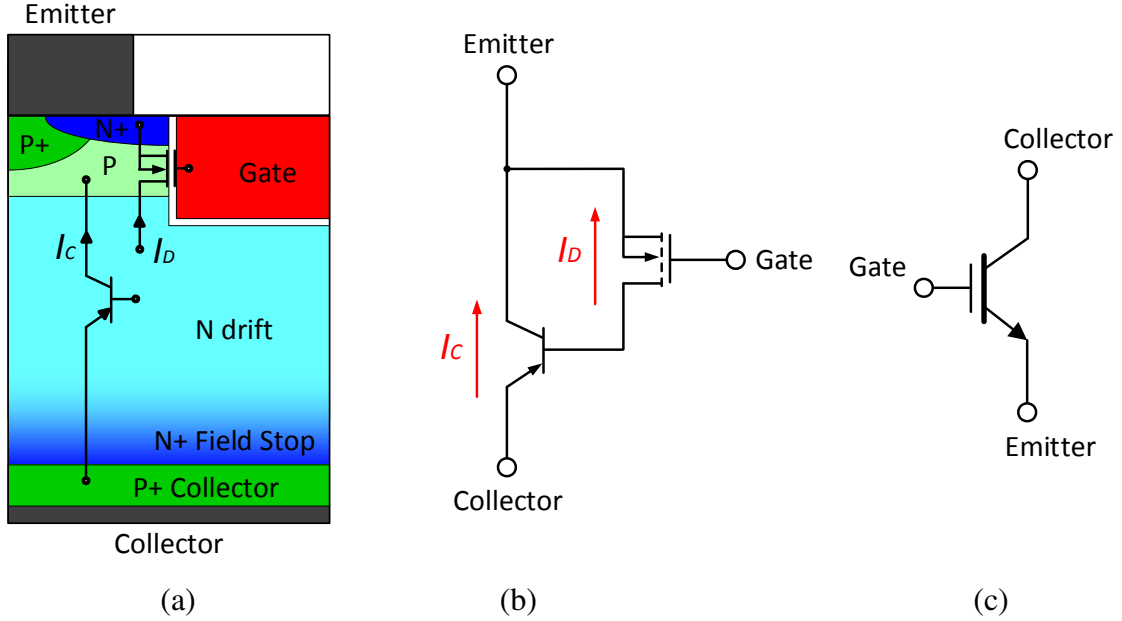 Emitter
N+
P+
P
Gate
IC
ID
N drift
N+ Field Stop
P+ Collector
Collector
(a)
Emitter
ID
Gate
IC
Collector
(b)
Collector
Gate
Emitter
(c)